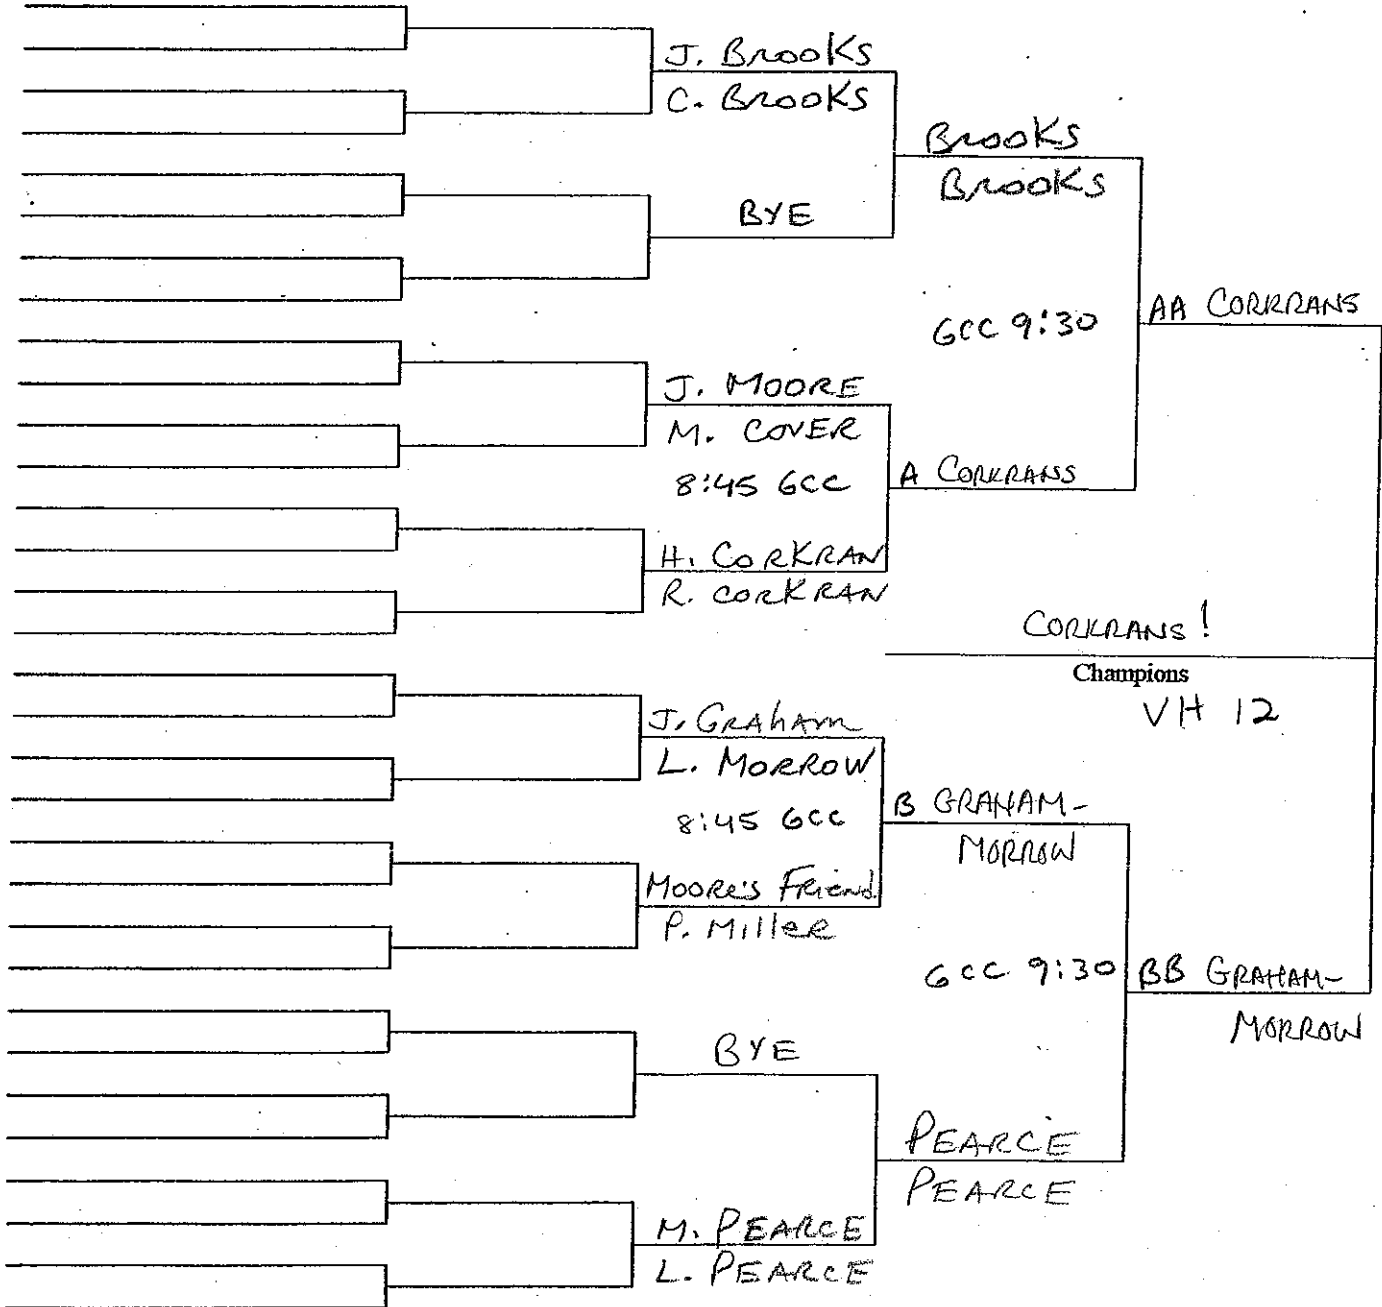 J. Brooks
C. Brooks
Brooks
Brooks
BYE
AA CORKRANS
GCC 9:30
J. MOORE
M. COVER
8:45 GCC
A CORKRANS
H. CORKRAN
R. CORKRAN
CORKRANS!
Champions
VH 12
J. GRAHAM
L. MORROW
8:45 GCC
B GRAHAM-
MORROW
MOORE'S FRIEND
P. MILLER
GCC 9:30
BB GRAHAM-
MORROW
BYE
PEARCE
PEARCE
M. PEARCE
L. PEARCE